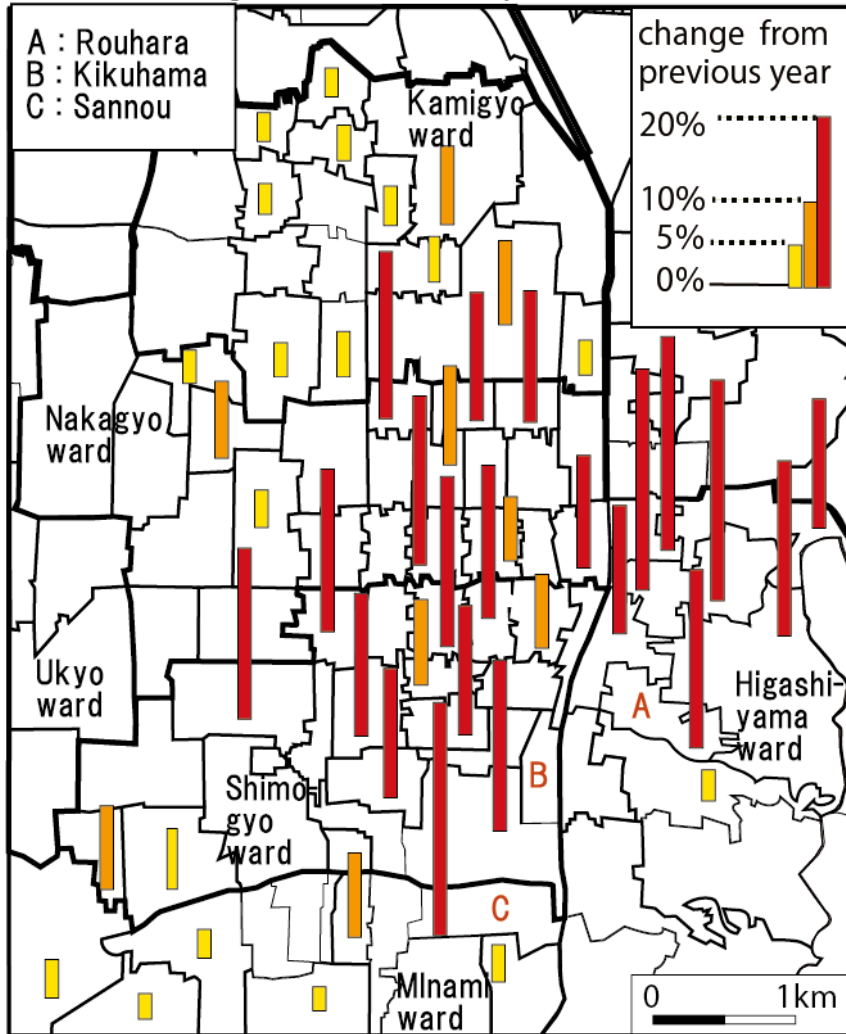 A : Rouhara
B : Kikuhama
C : Sannou
change from
previous year
20%
10%
5%
0%
Kamigyo
ward
Nakagyo
ward
Ukyo
ward
A
Higashi-
yama
ward
B
Shimo-
gyo
ward
C
MInami
ward
0 1km